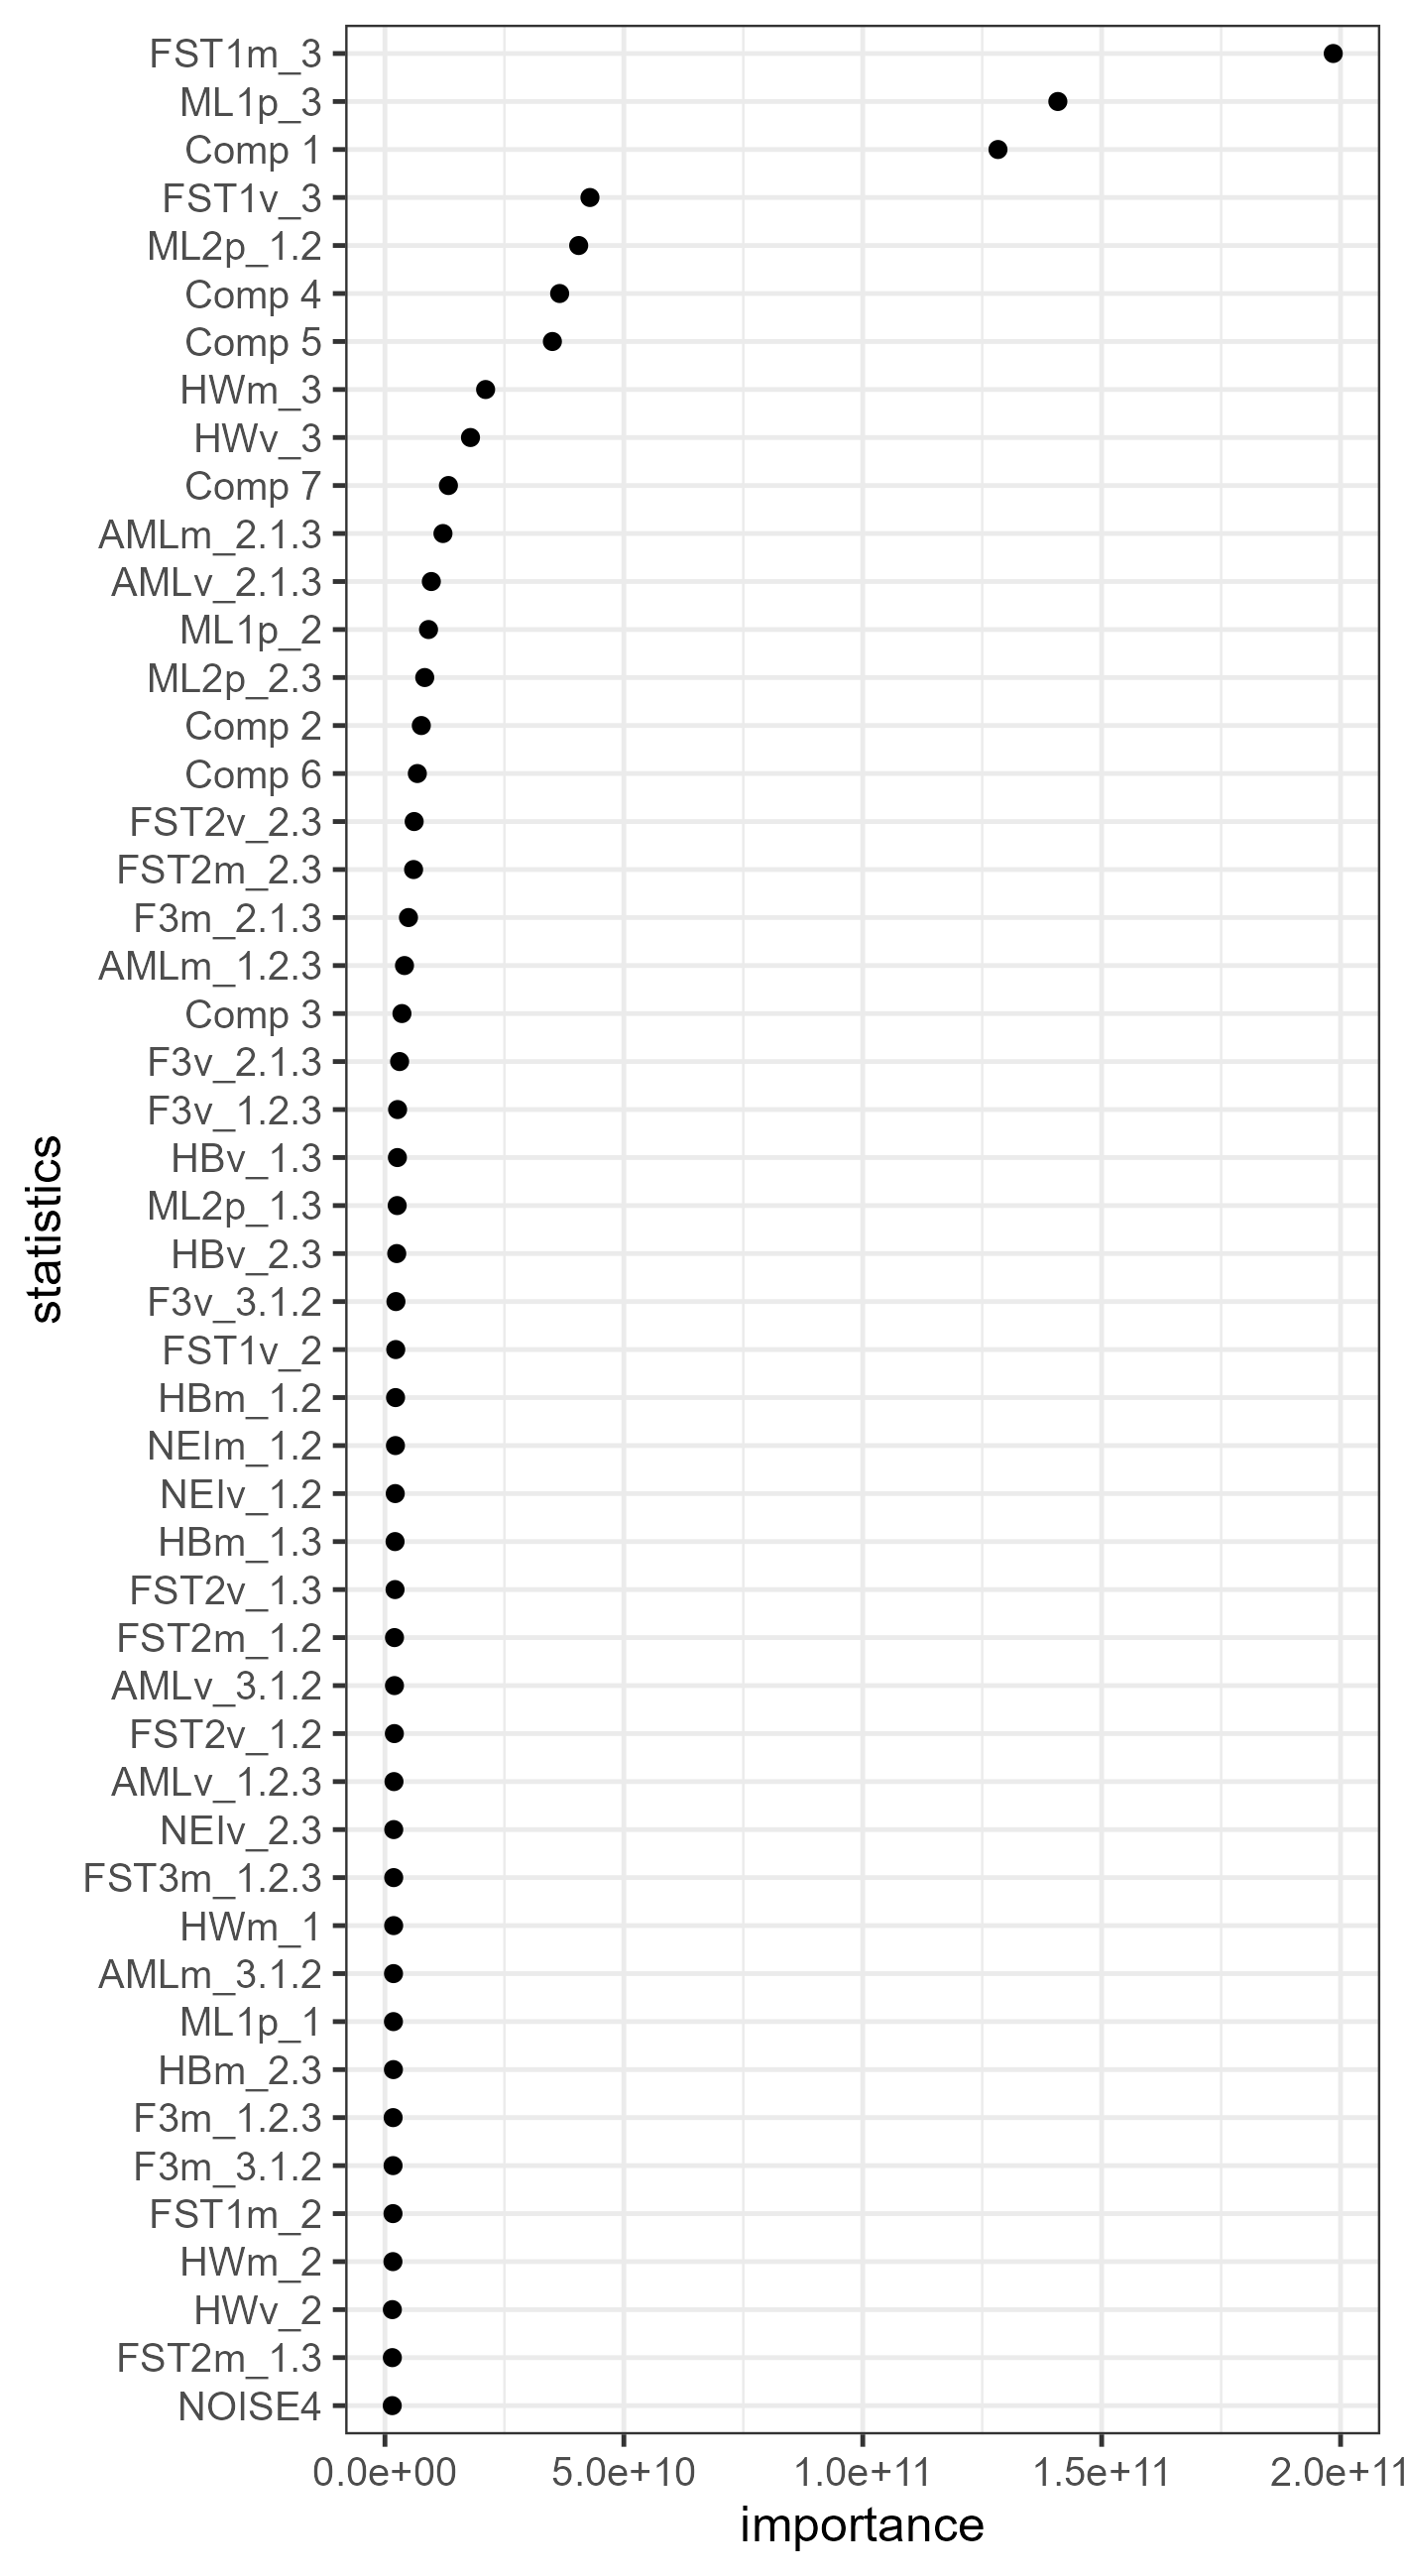 FST1m_3
ML1p_3
Comp 1
FST1v_3
ML2p_1.2
Comp 4
Comp 5
HWm_3
HWv_3
Comp 7
AMLm_2.1.3
AMLv_2.1.3
ML1p_2
ML2p_2.3
Comp 2
Comp 6
FST2v_2.3
FST2m_2.3
F3m_2.1.3
AMLm_1.2.3
Comp 3
F3v_2.1.3
F3v_1.2.3
HBv_1.3
ML2p_1.3
HBv_2.3
F3v_3.1.2
FST1v_2
HBm_1.2
NEIm_1.2
NEIv_1.2
HBm_1.3
FST2v_1.3
FST2m_1.2
AMLv_3.1.2
FST2v_1.2
AMLv_1.2.3
NEIv_2.3
FST3m_1.2.3
HWm_1
AMLm_3.1.2
ML1p_1
HBm_2.3
F3m_1.2.3
F3m_3.1.2
FST1m_2
HWm_2
HWv_2
FST2m_1.3
NOISE4
statistics
0.0e+00 5.0e+10 1.0e+11 1.5e+11 2.0e+11
importance